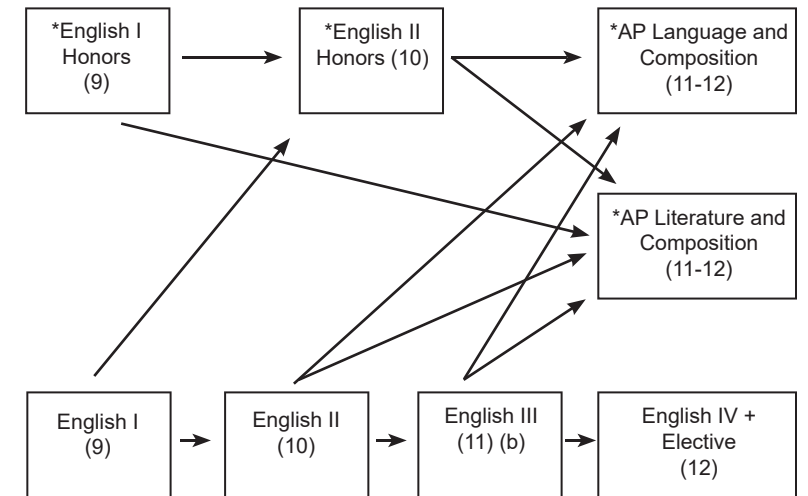 *English I
Honors
(9)
*English II
Honors (10)
*AP Language and
Composition
(11-12)
*AP Literature and
Composition
(11-12)
English I
(9)
English II
(10)
English III
(11) (b)
English IV +
Elective
(12)